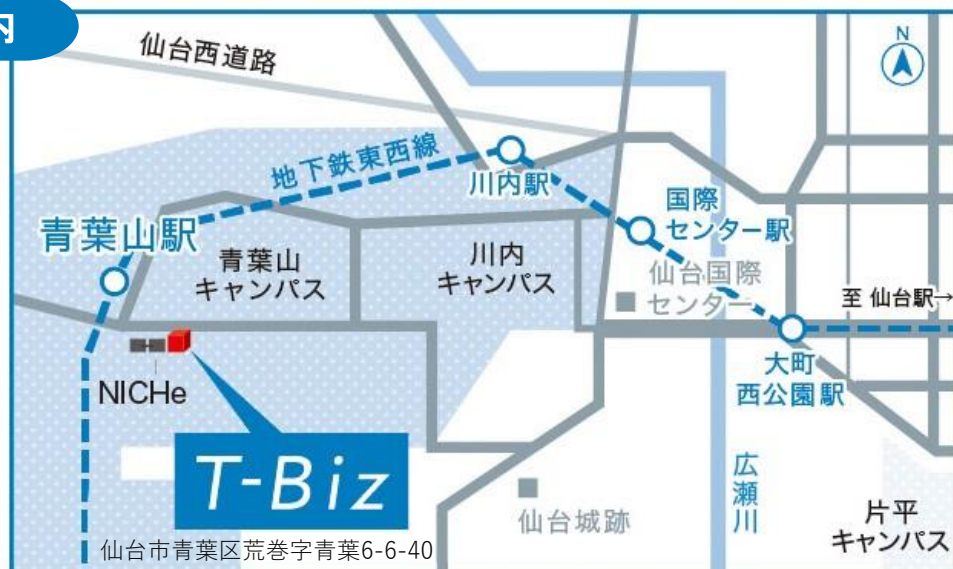 内
仙台西道路
N
地下鉄東西線
川内駅
国際
センター駅
青葉山駅
青葉山
キャンパス
川内
キャンパス
仙台国際
センター
至 仙台駅→
NICHe
大町
西公園駅
T-Biz
広瀬川
仙台城跡
片平
キャンパス
仙台市青葉区荒巻字青葉6-6-40